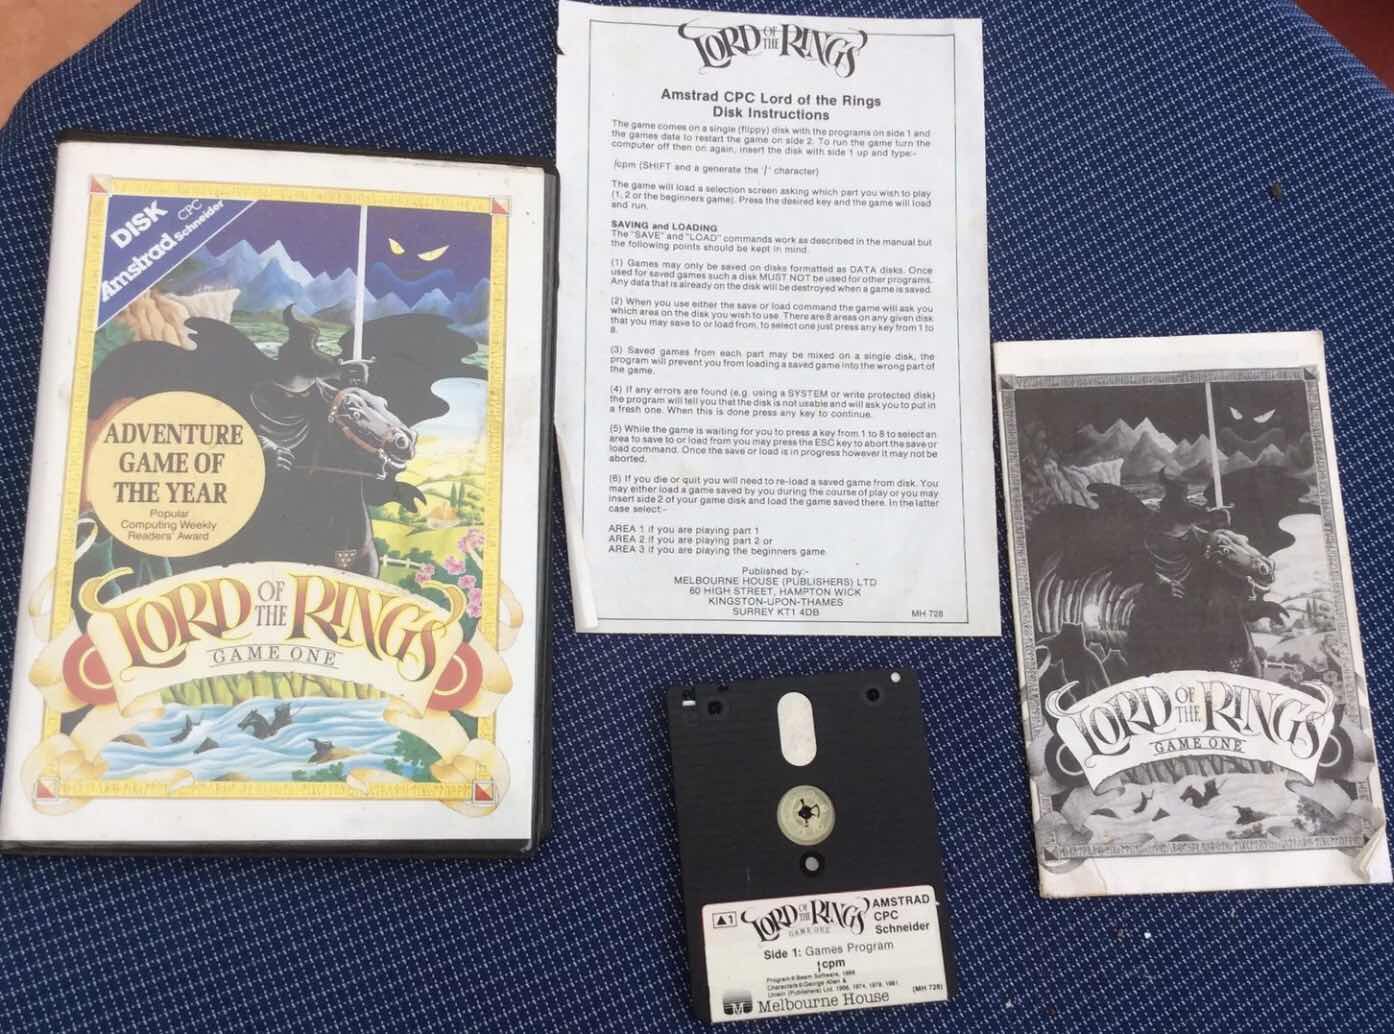 DISK
CPC
Amstrad Schneider
ADVENTURE
GAME OF
THE YEAR
Popular
Computing Weekly
Readers' Award
LORD OF THE RINGS
GAME ONE
LORD OF THE RINGS
Amstrad CPC Lord of the Rings
Disk Instructions
The game comes on a single (flippy) disk with the programs on side 1 and
the games data to restart the game on side 2. To run the game turn the
computer off then on again, insert the disk with side 1 up and type:-
|cpm (SHIFT and a generate the '|' character)
The game will load a selection screen asking which part you wish to play
(1, 2 or the beginners game). Press the desired key and the game will load
and run.
SAVING and LOADING
The "SAVE" and "LOAD" commands work as described in the manual but
the following points should be kept in mind.
(1) Games may only be saved on disks formatted as DATA disks. Once
used for saved games such a disk MUST NOT be used for other programs.
Any data that is already on the disk will be destroyed when a game is saved.
(2) When you use either the save or load command the game will ask you
which area on the disk you wish to use. There are 8 areas on any given disk
that you may save to or load from, to select one just press any key from 1 to
8.
(3) Saved games from each part may be mixed on a single disk, the
program will prevent you from loading a saved game into the wrong part of
the game.
(4) If any errors are found (e.g. using a SYSTEM or write protected disk)
the program will tell you that the disk is not usable and will ask you to put in
a fresh one. When this is done press any key to continue.
(5) While the game is waiting for you to press a key from 1 to 8 to select an
area to save to or load from you may press the ESC key to abort the save or
load command. Once the save or load is in progress however it may not be
aborted.
(6) If you die or quit you will need to re-load a saved game from disk. You
may either load a game saved by you during the course of play or you may
insert side 2 of your game disk and load the game saved there. In the latter
case select:-
AREA 1 if you are playing part 1
AREA 2 if you are playing part 2 or
AREA 3 if you are playing the beginners game.
Published by:-
MELBOURNE HOUSE (PUBLISHERS) LTD
60 HIGH STREET, HAMPTON WICK
KINGSTON-UPON-THAMES
SURREY KT1 4DB
MH 728
LORD OF THE RINGS
GAME ONE
1
LORD OF THE RINGS
GAME ONE
AMSTRAD
CPC
Schneider
Side 1: Games Program
|cpm
Program © Beam Software, 1986
Characters © George Allen &
Unwin (Publishers) Ltd. 1966, 1974, 1979, 1981.
(MH 728)
Melbourne House